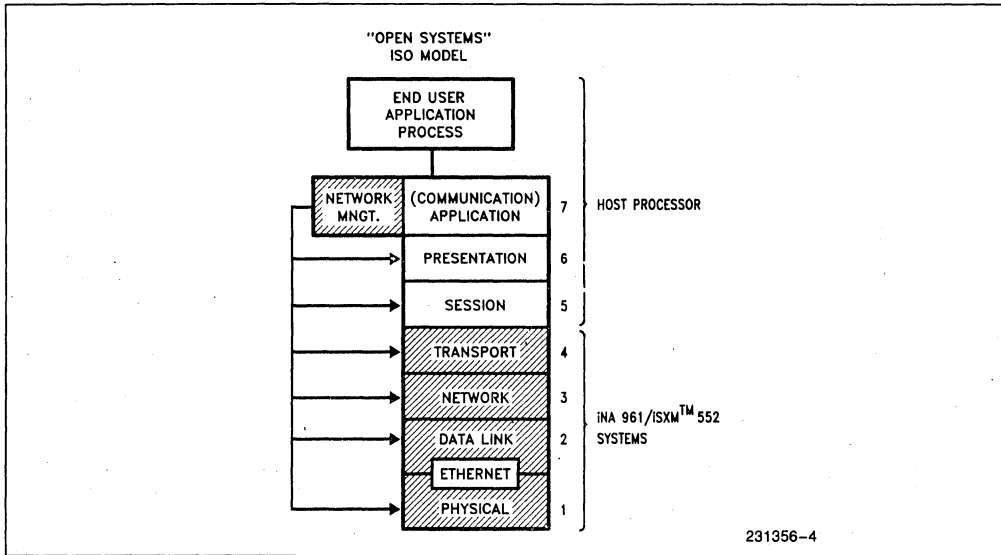 "OPEN SYSTEMS"
ISO MODEL
END USER
APPLICATION
PROCESS
NETWORK
MNGT.
(COMMUNICATION)
APPLICATION
7
HOST PROCESSOR
PRESENTATION
6
SESSION
5
TRANSPORT
4
NETWORK
3
iNA 961/iSXM™ 552
SYSTEMS
DATA LINK
2
ETHERNET
PHYSICAL
1
231356-4